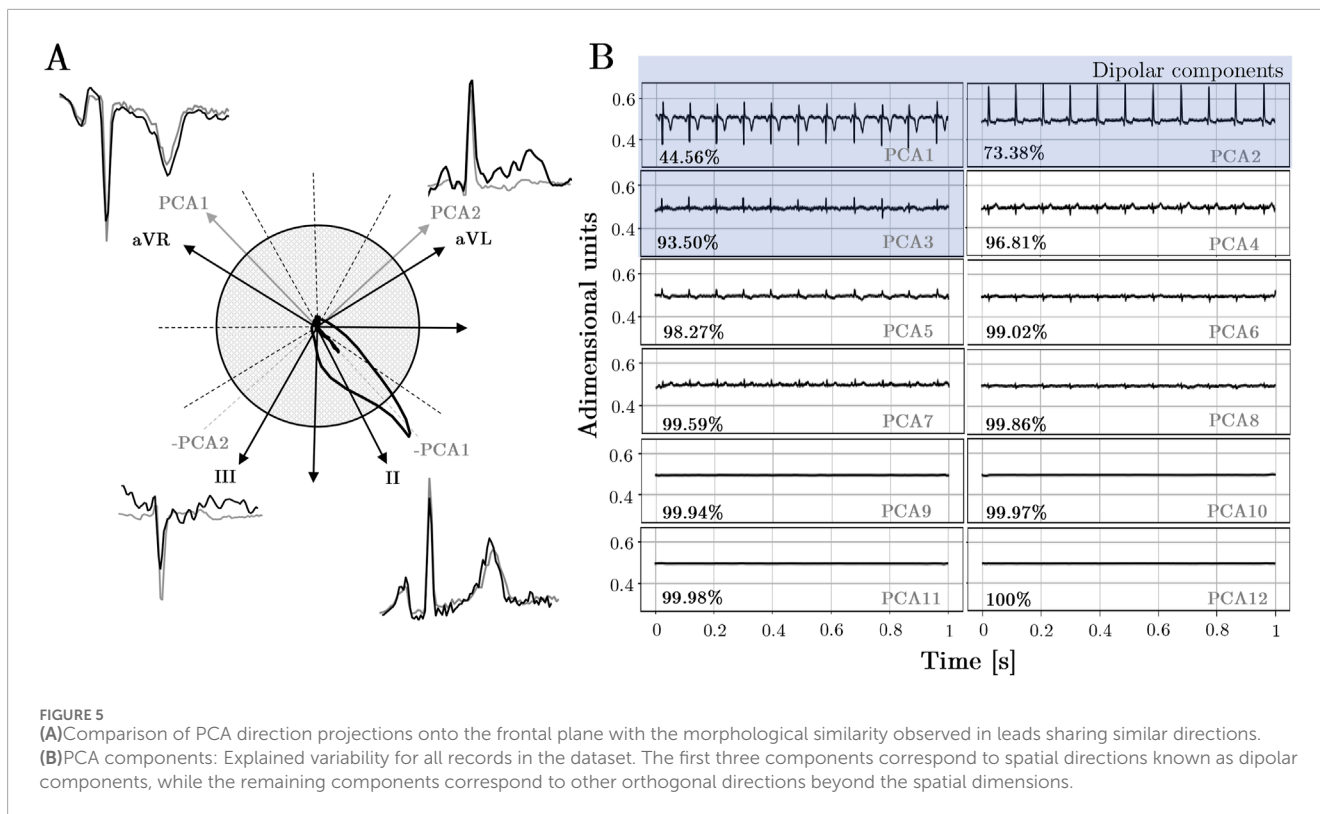 A
PCA1
aVR
PCA2
aVL
-PCA2
-PCA1
III
II
B
Dipolar components
Adimensional units
0.6
0.4
44.56%
PCA1
73.38%
PCA2
0.6
0.4
93.50%
PCA3
96.81%
PCA4
0.6
0.4
98.27%
PCA5
99.02%
PCA6
0.6
0.4
99.59%
PCA7
99.86%
PCA8
0.6
0.4
99.94%
PCA9
99.97%
PCA10
0.6
0.4
99.98%
PCA11
100%
PCA12
0 0.2 0.4 0.6 0.8 1
0 0.2 0.4 0.6 0.8 1
Time [s]
FIGURE 5
(A)Comparison of PCA direction projections onto the frontal plane with the morphological similarity observed in leads sharing similar directions.
(B)PCA components: Explained variability for all records in the dataset. The first three components correspond to spatial directions known as dipolar
components, while the remaining components correspond to other orthogonal directions beyond the spatial dimensions.